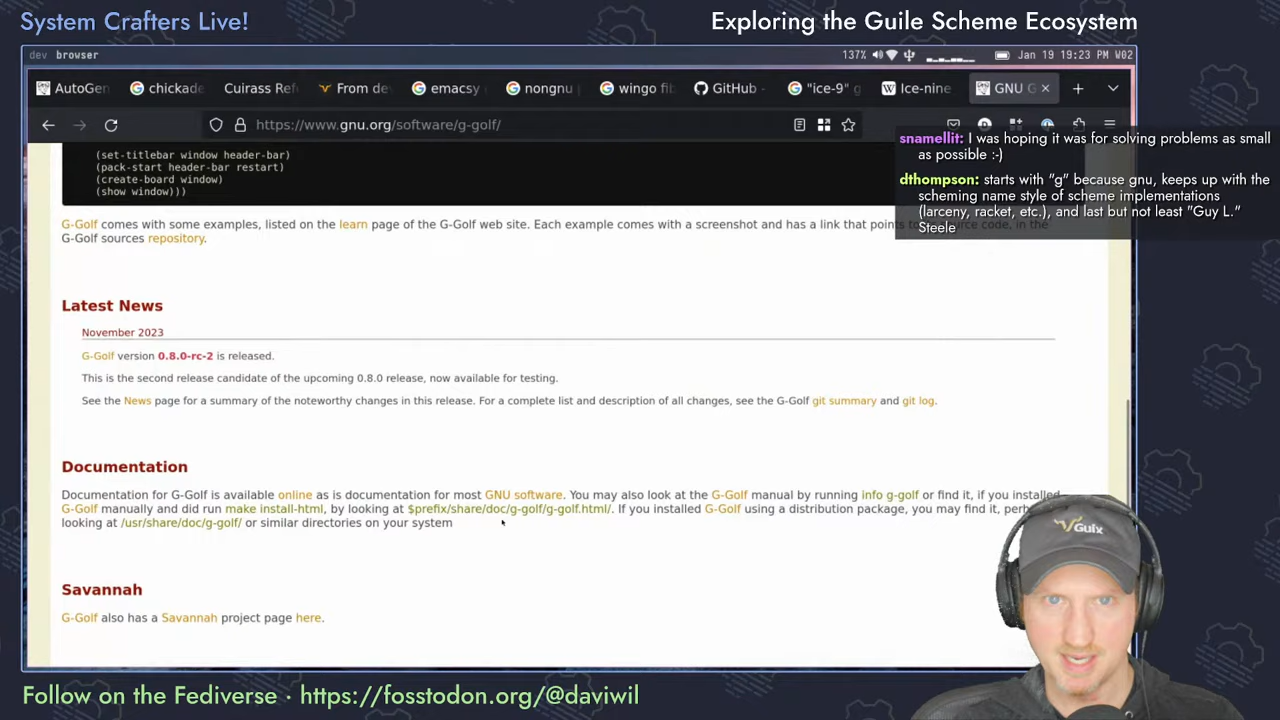 System Crafters Live!
Exploring the Guile Scheme Ecosystem
dev browser
137%
Jan 19 19:23 PM W02
AutoGen
chickade
Cuirass Ref
From de
emacsy
nongnu
wingo fib
GitHub -
"ice-9" g
Ice-nine
GNU G
https://www.gnu.org/software/g-golf/
snamellit: I was hoping it was for solving problems as small
as possible :-)
dthompson: starts with "g" because gnu, keeps up with the
scheming name style of scheme implementations
(larceny, racket, etc.), and last but not least "Guy L."
Steele
(set-titlebar window header-bar)
(pack-start header-bar restart)
(create-board window)
(show window)))
G-Golf comes with some examples, listed on the learn page of the G-Golf web site. Each example comes with a screenshot and has a link that points to code, in the
G-Golf sources repository.
Latest News
November 2023
G-Golf version 0.8.0-rc-2 is released.
This is the second release candidate of the upcoming 0.8.0 release, now available for testing.
See the News page for a summary of the noteworthy changes in this release. For a complete list and description of all changes, see the G-Golf git summary and git log.
Documentation
Documentation for G-Golf is available online as is documentation for most GNU software. You may also look at the G-Golf manual by running info g-golf or find it, if you installed
G-Golf manually and did run make install-html, by looking at $prefix/share/doc/g-golf/g-golf.html/. If you installed G-Golf using a distribution package, you may find it, perh
looking at /usr/share/doc/g-golf/ or similar directories on your system
Savannah
G-Golf also has a Savannah project page here.
Guix
Follow on the Fediverse · https://fosstodon.org/@daviwil